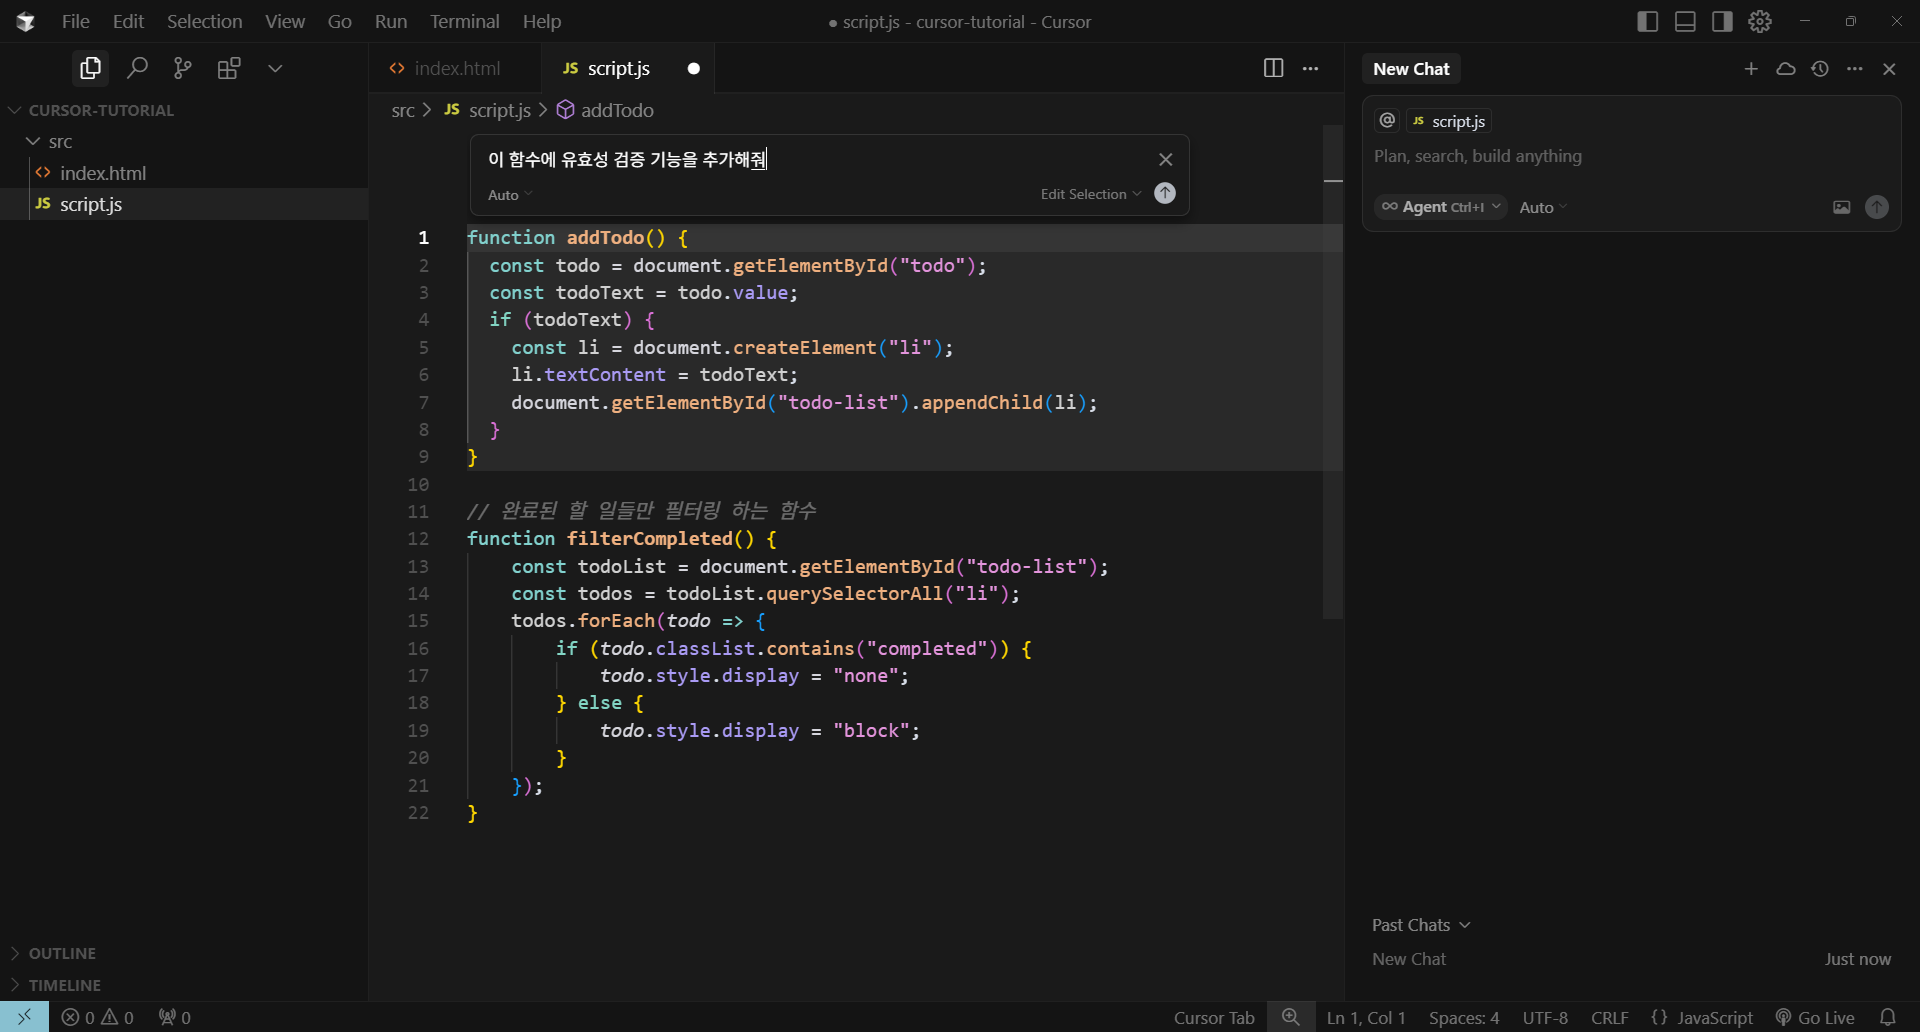 File Edit Selection View Go Run Terminal Help
● script.js - cursor-tutorial - Cursor
CURSOR-TUTORIAL
src
<> index.html
JS script.js
OUTLINE
TIMELINE
<> index.html
JS script.js ●
src > JS script.js > addTodo
이 함수에 유효성 검증 기능을 추가해줘
Auto
Edit Selection
1 function addTodo() {
2   const todo = document.getElementById("todo");
3   const todoText = todo.value;
4   if (todoText) {
5     const li = document.createElement("li");
6     li.textContent = todoText;
7     document.getElementById("todo-list").appendChild(li);
8   }
9 }
10
11 // 완료된 할 일들만 필터링 하는 함수
12 function filterCompleted() {
13     const todoList = document.getElementById("todo-list");
14     const todos = todoList.querySelectorAll("li");
15     todos.forEach(todo => {
16         if (todo.classList.contains("completed")) {
17             todo.style.display = "none";
18         } else {
19             todo.style.display = "block";
20         }
21     });
22 }
New Chat
@ JS script.js
Plan, search, build anything
∞ Agent Ctrl+I Auto
Past Chats
New Chat Just now
0 0 0
Cursor Tab Ln 1, Col 1 Spaces: 4 UTF-8 CRLF {} JavaScript Go Live